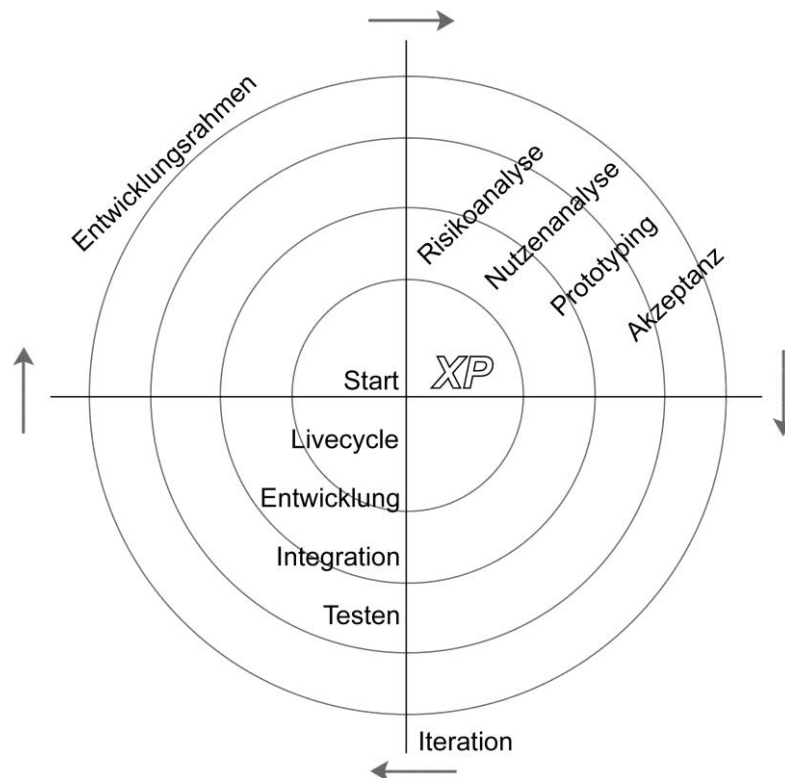 Entwicklungsrahmen
Risikoanalyse
Nutzenanalyse
Prototyping
Akzeptanz
Start
XP
Livecycle
Entwicklung
Integration
Testen
Iteration